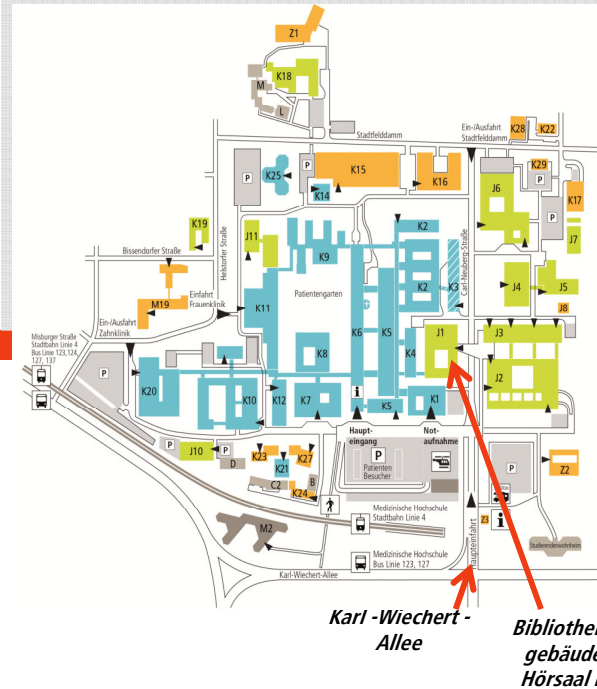 Z1
K18
M
L
Stadtfelddamm
Ein-/Ausfahrt
Stadtfelddamm
K28
K22
P
P
K25
K15
K14
K16
K29
P
J6
K17
P
J7
K19
Helstorfer Straße
J11
Bissendorfer Straße
K9
K2
K2
K3
Carl-Neuberg-Straße
J4
J5
J8
M19
Einfahrt
Frauenklinik
K11
Patientengarten
K6
K5
K4
J1
J3
J2
Ein-/Ausfahrt
Zahnklinik
Misburger Straße
Stadtbahn Linie 4
Bus Linie 123,124,
127, 137
P
K8
K20
K10
K12
K7
i
K5
K1
Haupt-
eingang
Not-
aufnahme
P
J10
P
D
K23
K21
K27
C2
B
K24
P
Patienten
Besucher
P
Z2
M2
Medizinische Hochschule
Stadtbahn Linie 4
Z3
i
Studierendenwohnheim
Medizinische Hochschule
Bus Linie 123, 127
Haupteinfahrt
Karl-Wiechert-Allee
Karl -Wiechert -
Allee
Bibliothe
gebäude
Hörsaal